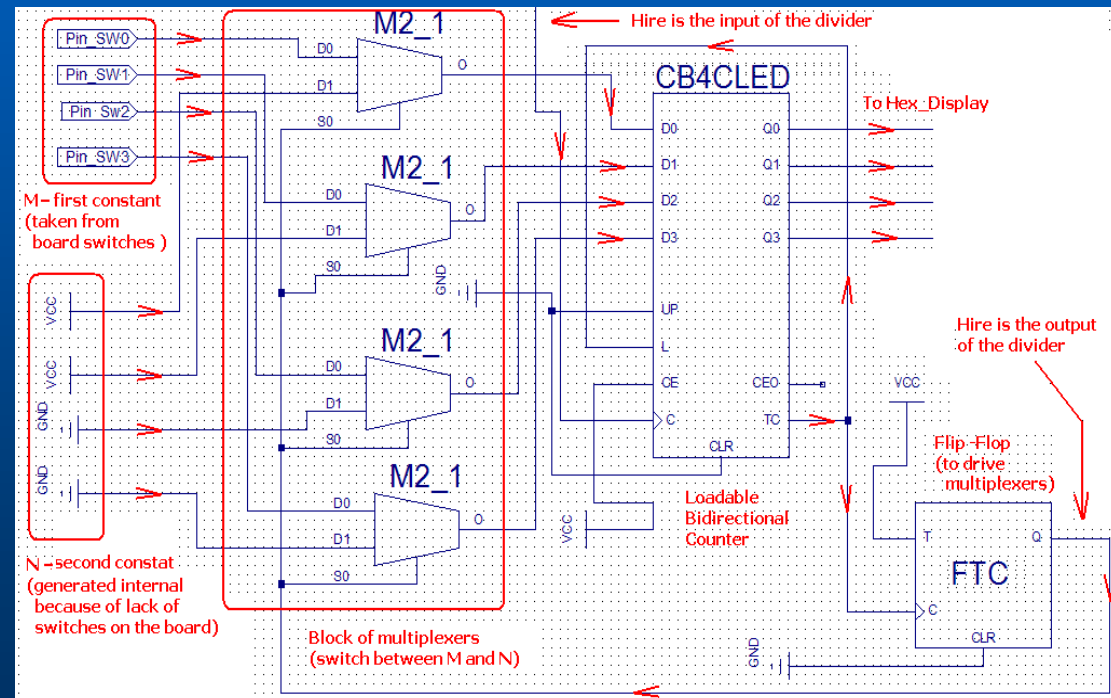 Hire is the input of the divider
Pin_SW0
Pin_SW1
Pin_Sw2
Pin_SW3
M – first constant
(taken from
board switches )
VCC
VCC
GND
GND
N – second constat
(generated internal
because of lack of
switches on the board)
M2_1
D0
D1
S0
O
M2_1
D0
D1
S0
O
M2_1
D0
D1
S0
O
M2_1
D0
D1
S0
O
Block of multiplexers
(switch between M and N)
GND
VCC
CB4CLED
D0
D1
D2
D3
UP
L
CE
C
CLR
Q0
Q1
Q2
Q3
CEO
TC
To Hex_Display
Loadable
Bidirectional
Counter
Hire is the output
of the divider
VCC
Flip -Flop
(to drive
multiplexers)
T
Q
FTC
C
CLR
GND